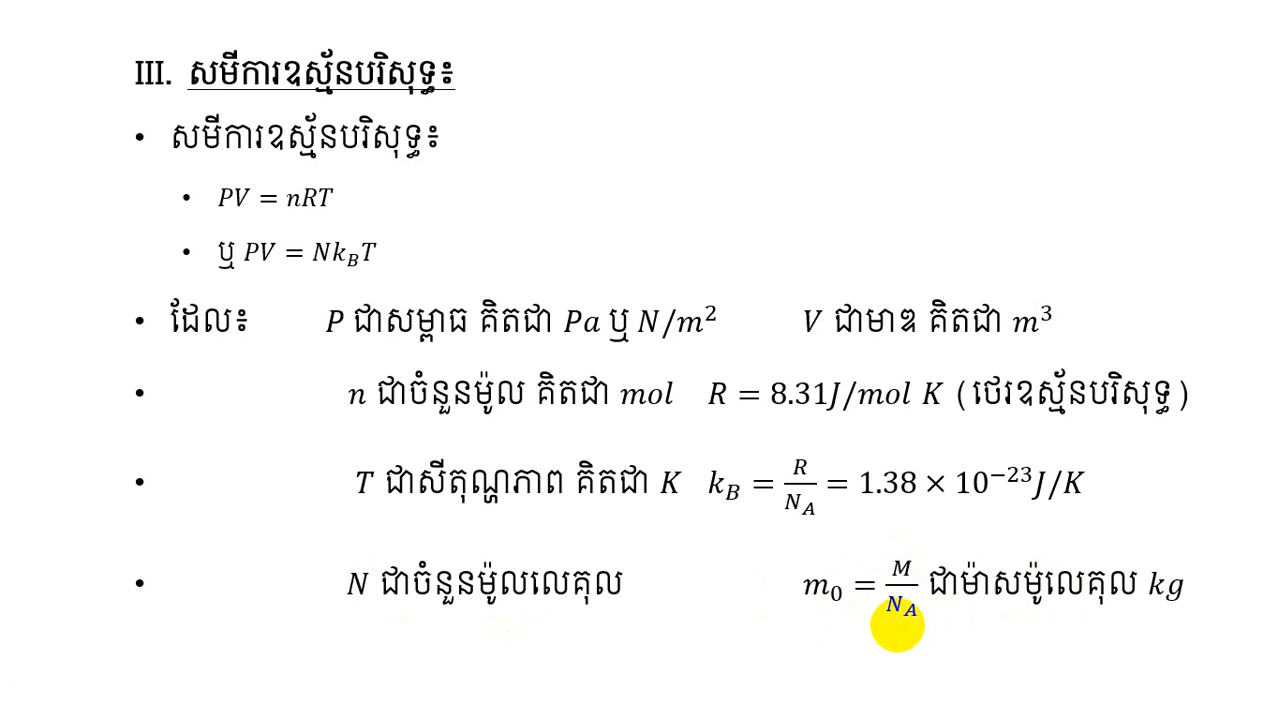 III. សមីការឧស្ម័នបរិសុទ្ធ៖
• សមីការឧស្ម័នបរិសុទ្ធ៖
• PV = nRT
• ឬ PV = Nk_BT
• ដែល៖ P ជាសម្ពាធ គិតជា Pa ឬ N/m² V ជាមាឌ គិតជា m³
• n ជាចំនួនម៉ូល គិតជា mol R = 8.31J/mol K (ថេរឧស្ម័នបរិសុទ្ធ)
• T ជាសីតុណ្ហភាព គិតជា K k_B = R/N_A = 1.38 × 10⁻²³J/K
• N ជាចំនួនម៉ូលលេគុល m₀ = M/N_A ជាម៉ាសម៉ូលេគុល kg